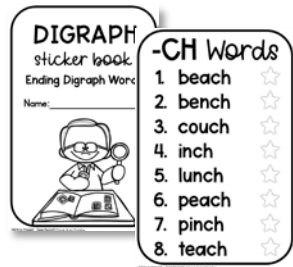 DIGRAPH
sticker book
Ending Digraph
Name:
-CH Words
1. beach
2. bench
3. couch
4. inch
5. lunch
6. peach
7. pinch
8. teach